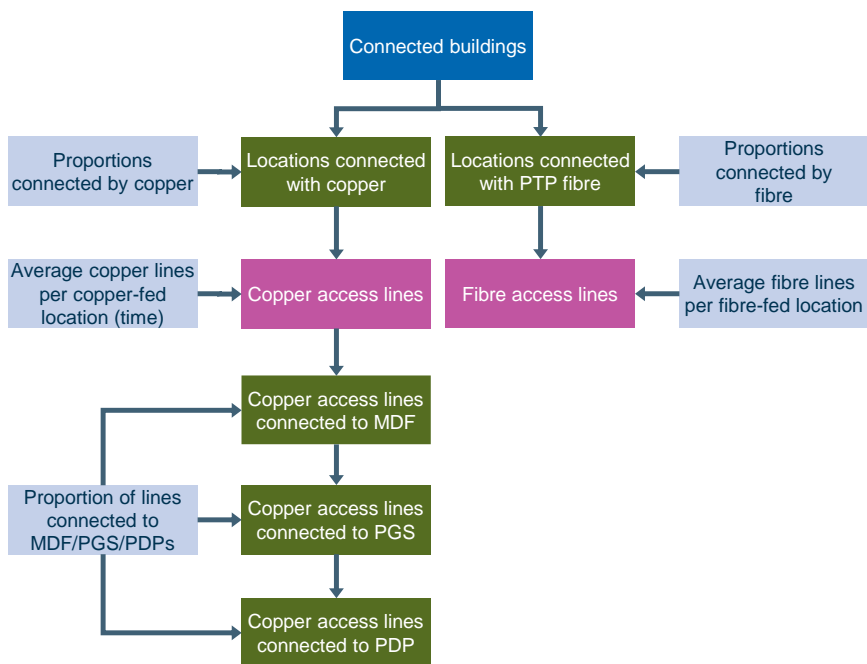 Connected buildings
Proportions
connected by copper
Locations connected
with copper
Locations connected
with PTP fibre
Proportions
connected by
fibre
Average copper lines
per copper-fed
location (time)
Copper access lines
Fibre access lines
Average fibre lines
per fibre-fed location
Copper access lines
connected to MDF
Proportion of lines
connected to
MDF/PGS/PDPs
Copper access lines
connected to PGS
Copper access lines
connected to PDP